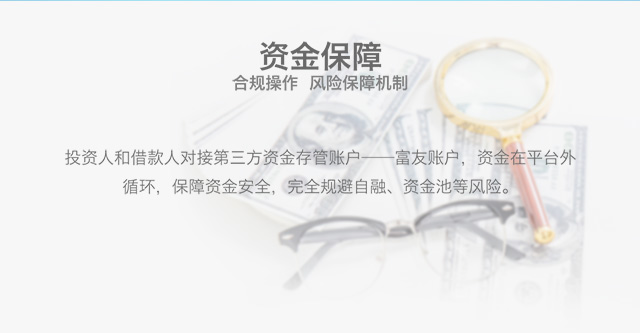 资金保障
合规操作 风险保障机制
投资人和借款人对接第三方资金存管账户——富友账户，资金在平台外
循环，保障资金安全，完全规避自融、资金池等风险。